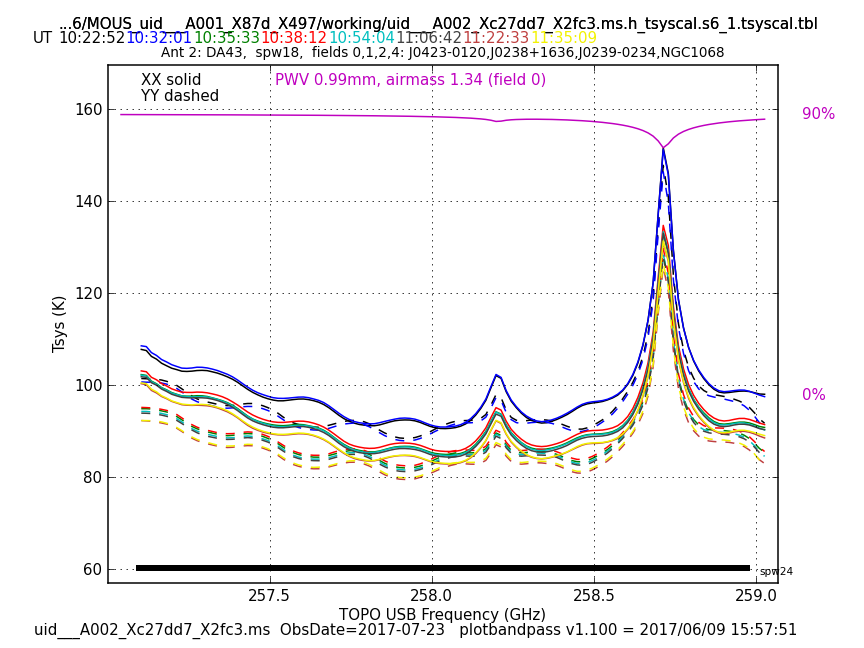 ...6/MOUS_uid___A001_X87d_X497/working/uid___A002_Xc27dd7_X2fc3.ms.h_tsyscal.s6_1.tsyscal.tbl
UT 10:22:52 10:32:01 10:35:33 10:38:12 10:54:04 11:06:42 11:22:33 11:35:09
Ant 2: DA43, spw18, fields 0,1,2,4: J0423-0120,J0238+1636,J0239-0234,NGC1068
XX solid PWV 0.99mm, airmass 1.34 (field 0)
YY dashed
90%
160
140
120
100
80
60
Tsys (K)
0%
spw24
257.5 258.0 258.5 259.0
TOPO USB Frequency (GHz)
uid___A002_Xc27dd7_X2fc3.ms ObsDate=2017-07-23 plotbandpass v1.100 = 2017/06/09 15:57:51